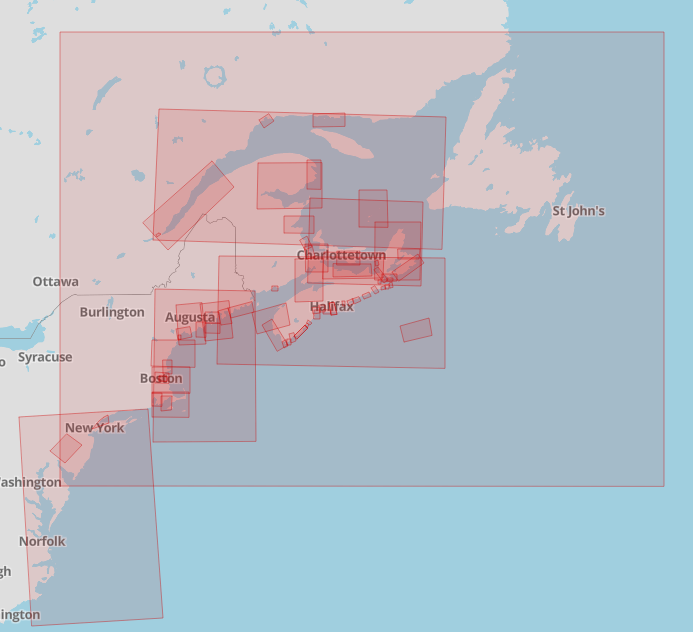 St John's
Charlottetown
Ottawa
Halifax
Burlington
Augusta
Syracuse
Boston
New York
ashington
Norfolk
gh
ington